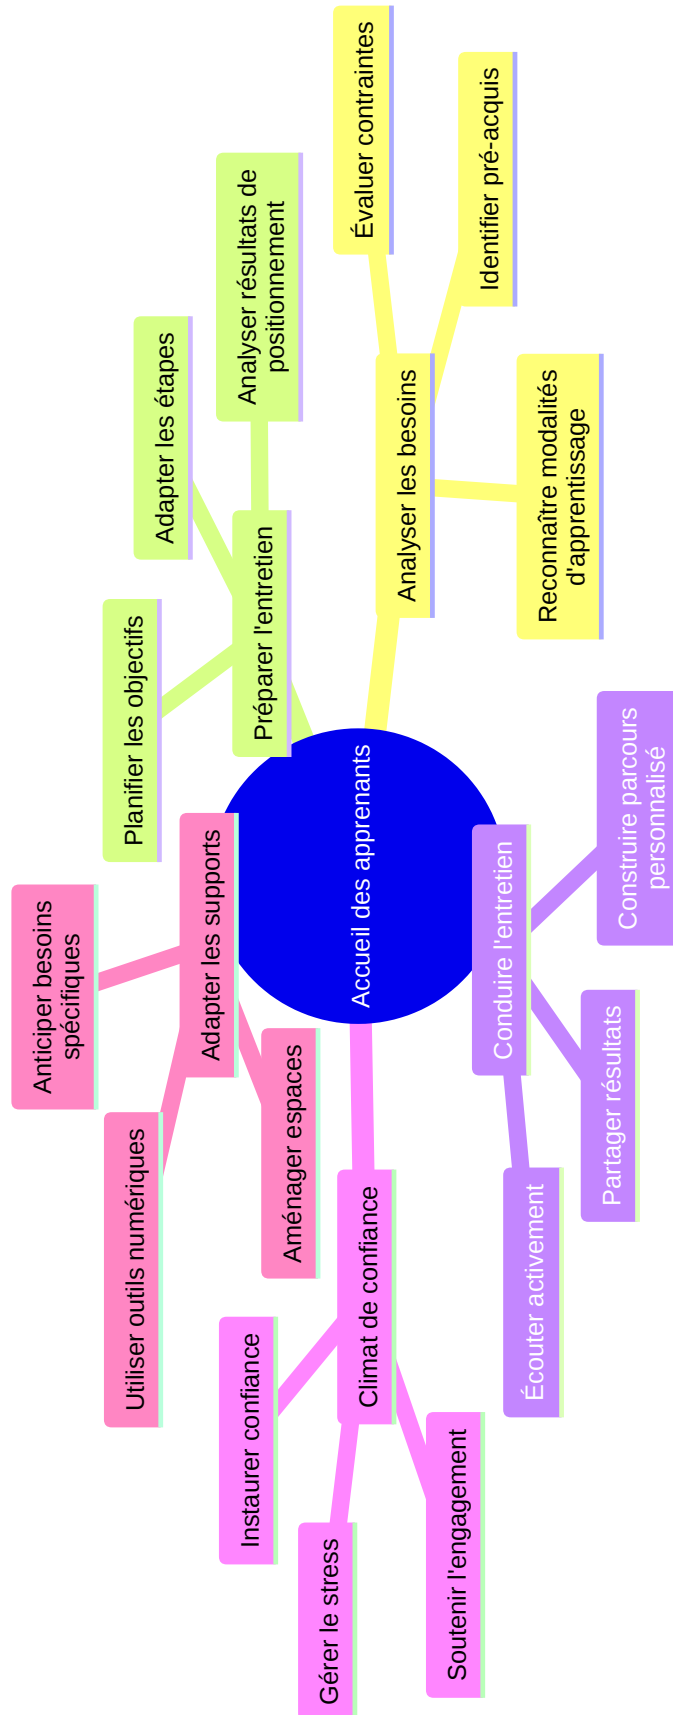 Accueil des apprenants
Analyser les besoins
Évaluer contraintes
Identifier pré-acquis
Reconnaître modalités
d'apprentissage
Préparer l'entretien
Analyser résultats de
positionnement
Adapter les étapes
Planifier les objectifs
Conduire l'entretien
Construire parcours
personnalisé
Partager résultats
Écouter activement
Adapter les supports
Anticiper besoins
spécifiques
Utiliser outils numériques
Aménager espaces
Climat de confiance
Instaurer confiance
Gérer le stress
Soutenir l'engagement